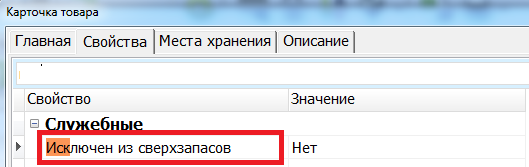 Карточка товара
Главная Свойства Места хранения Описание
Свойство Значение
Служебные
Исключен из сверхзапасов Нет